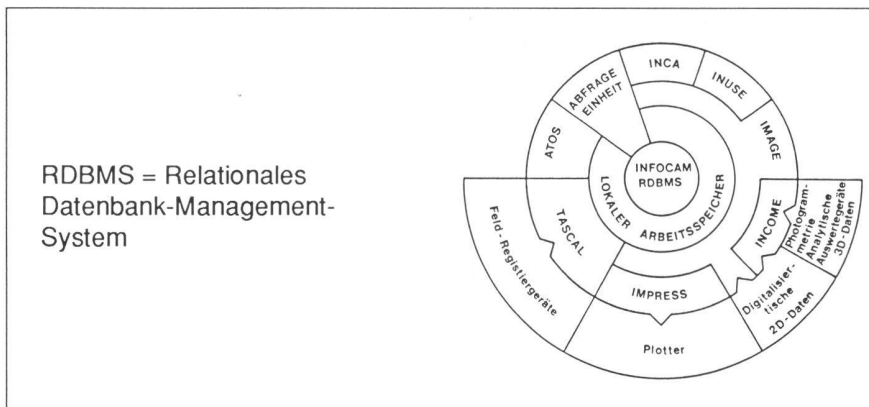 RDBMS = Relationales
Datenbank-Management-
System
INCA
INUSE
ABFRAGE
EINHEIT
ATOS
IMAGE
INFOCAM
RDBMS
LOKALER ARBEITSSPEICHER
TASCAL
INCOME
IMPRESS
Feld-Registriergeräte
Photogram-
metrie
Analytische
Auswertegeräte
3D-Daten
Digitalisier-
tische
2D-Daten
Plotter